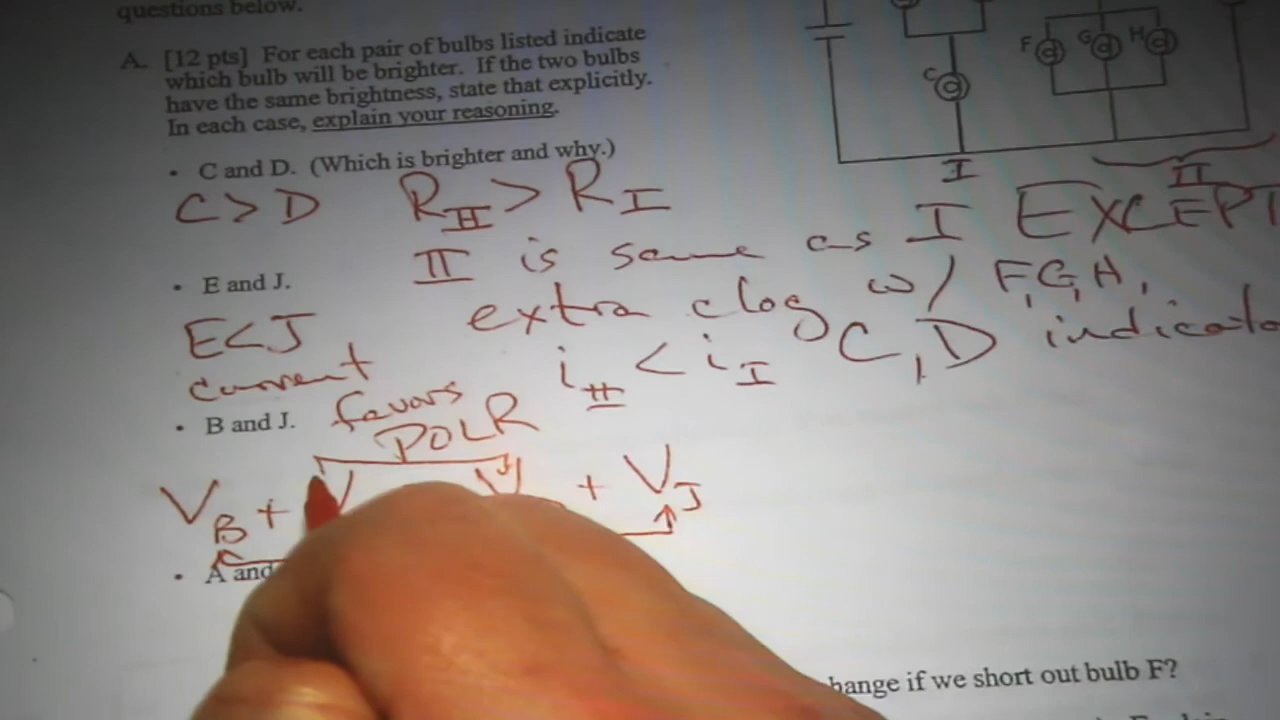 questions below.
A. [12 pts] For each pair of bulbs listed indicate
which bulb will be brighter. If the two bulbs
have the same brightness, state that explicitly.
In each case, explain your reasoning.
F G H
C
I
II
• C and D. (Which is brighter and why.)
C > D R_II > R_I
II is same as I EXCEPT
extra clog w/ F, G, H,
• E and J.
E < J
i_II < i_I C, D indicato
current
favors
POLR
• B and J.
V_B + V + V_J
• A and
hange if we short out bulb F?